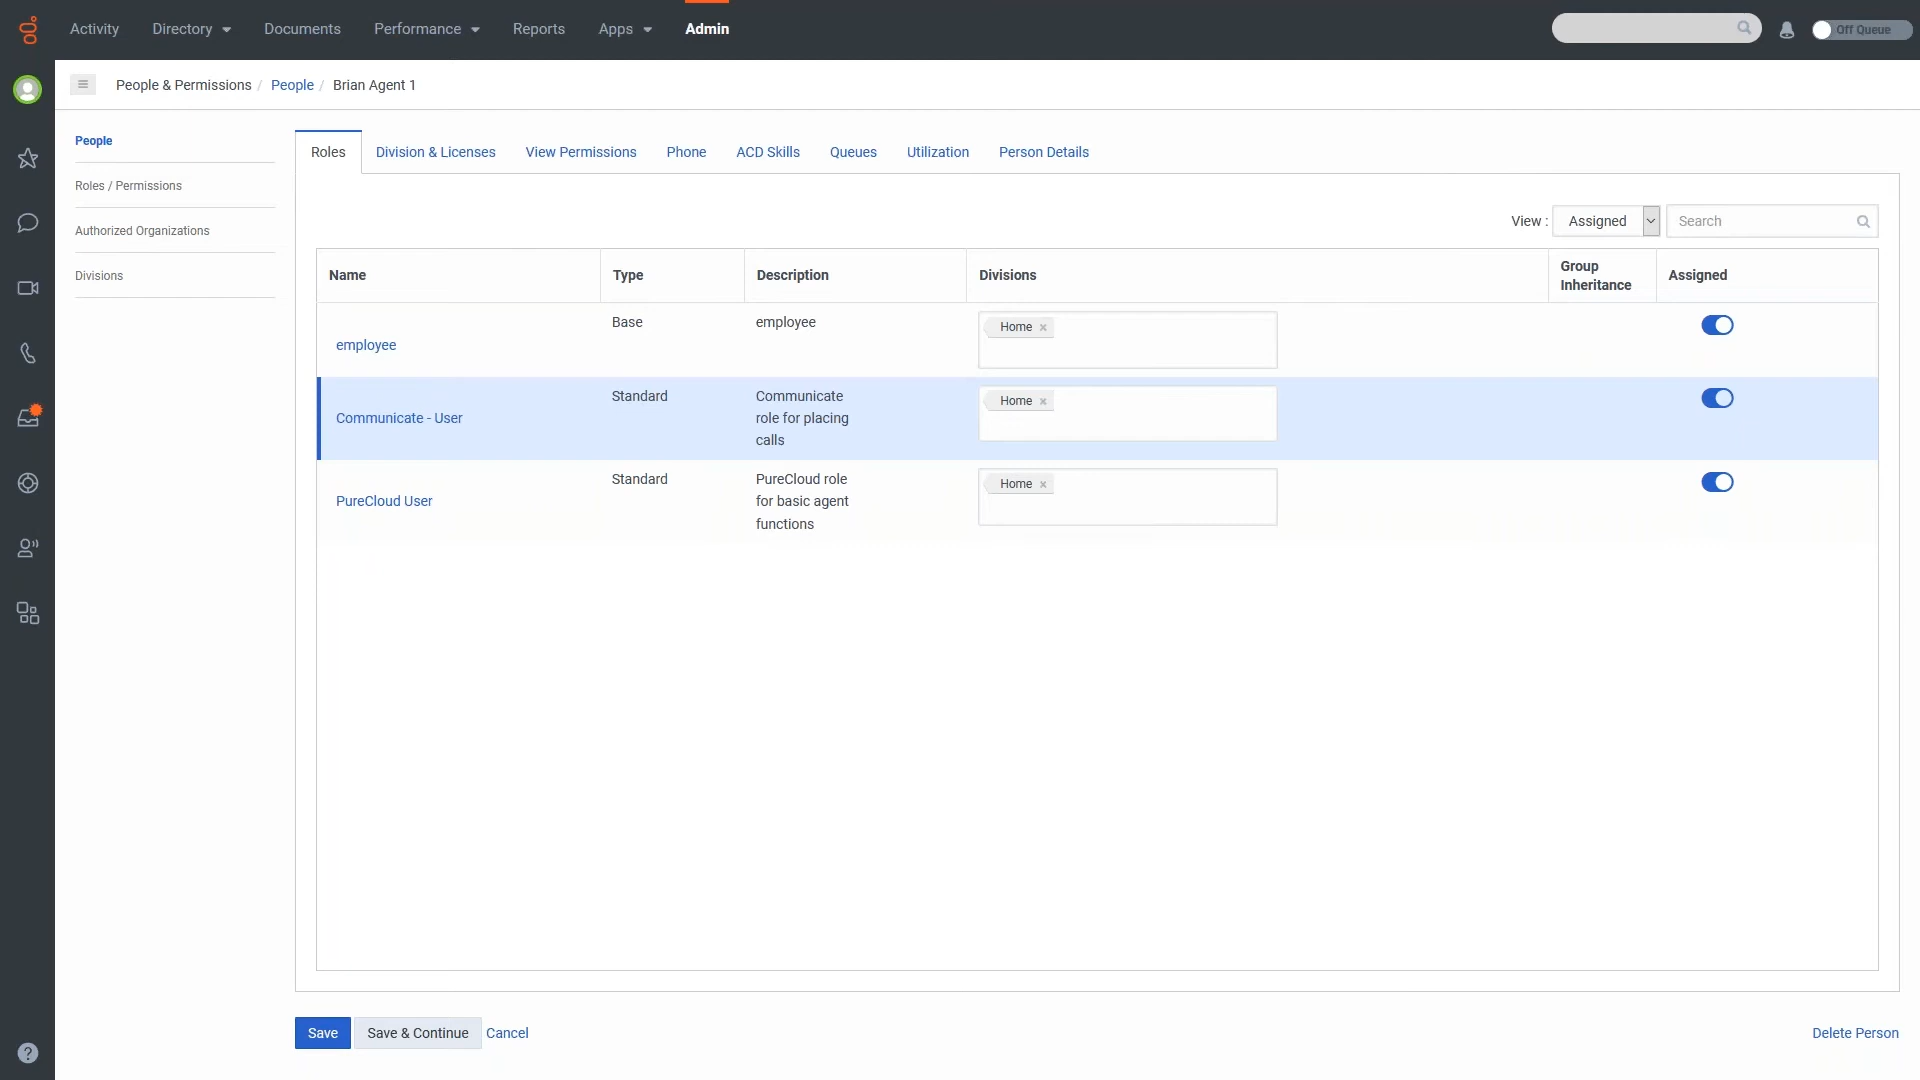 Activity
Directory
Documents
Performance
Reports
Apps
Admin
Off Queue
People & Permissions / People / Brian Agent 1
People
Roles / Permissions
Authorized Organizations
Divisions
Roles
Division & Licenses
View Permissions
Phone
ACD Skills
Queues
Utilization
Person Details
View :
Assigned
Search
Name
Type
Description
Divisions
Group
Inheritance
Assigned
employee
Base
employee
Home ×
Communicate - User
Standard
Communicate
role for placing
calls
Home ×
PureCloud User
Standard
PureCloud role
for basic agent
functions
Home ×
Save
Save & Continue
Cancel
Delete Person
?